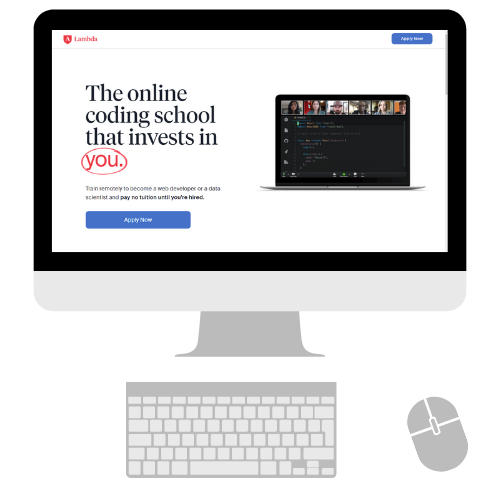 Lambda
Apply Now
The online
coding school
that invests in
you.
Train remotely to become a web developer or a data
scientist and pay no tuition until you're hired.
Apply Now